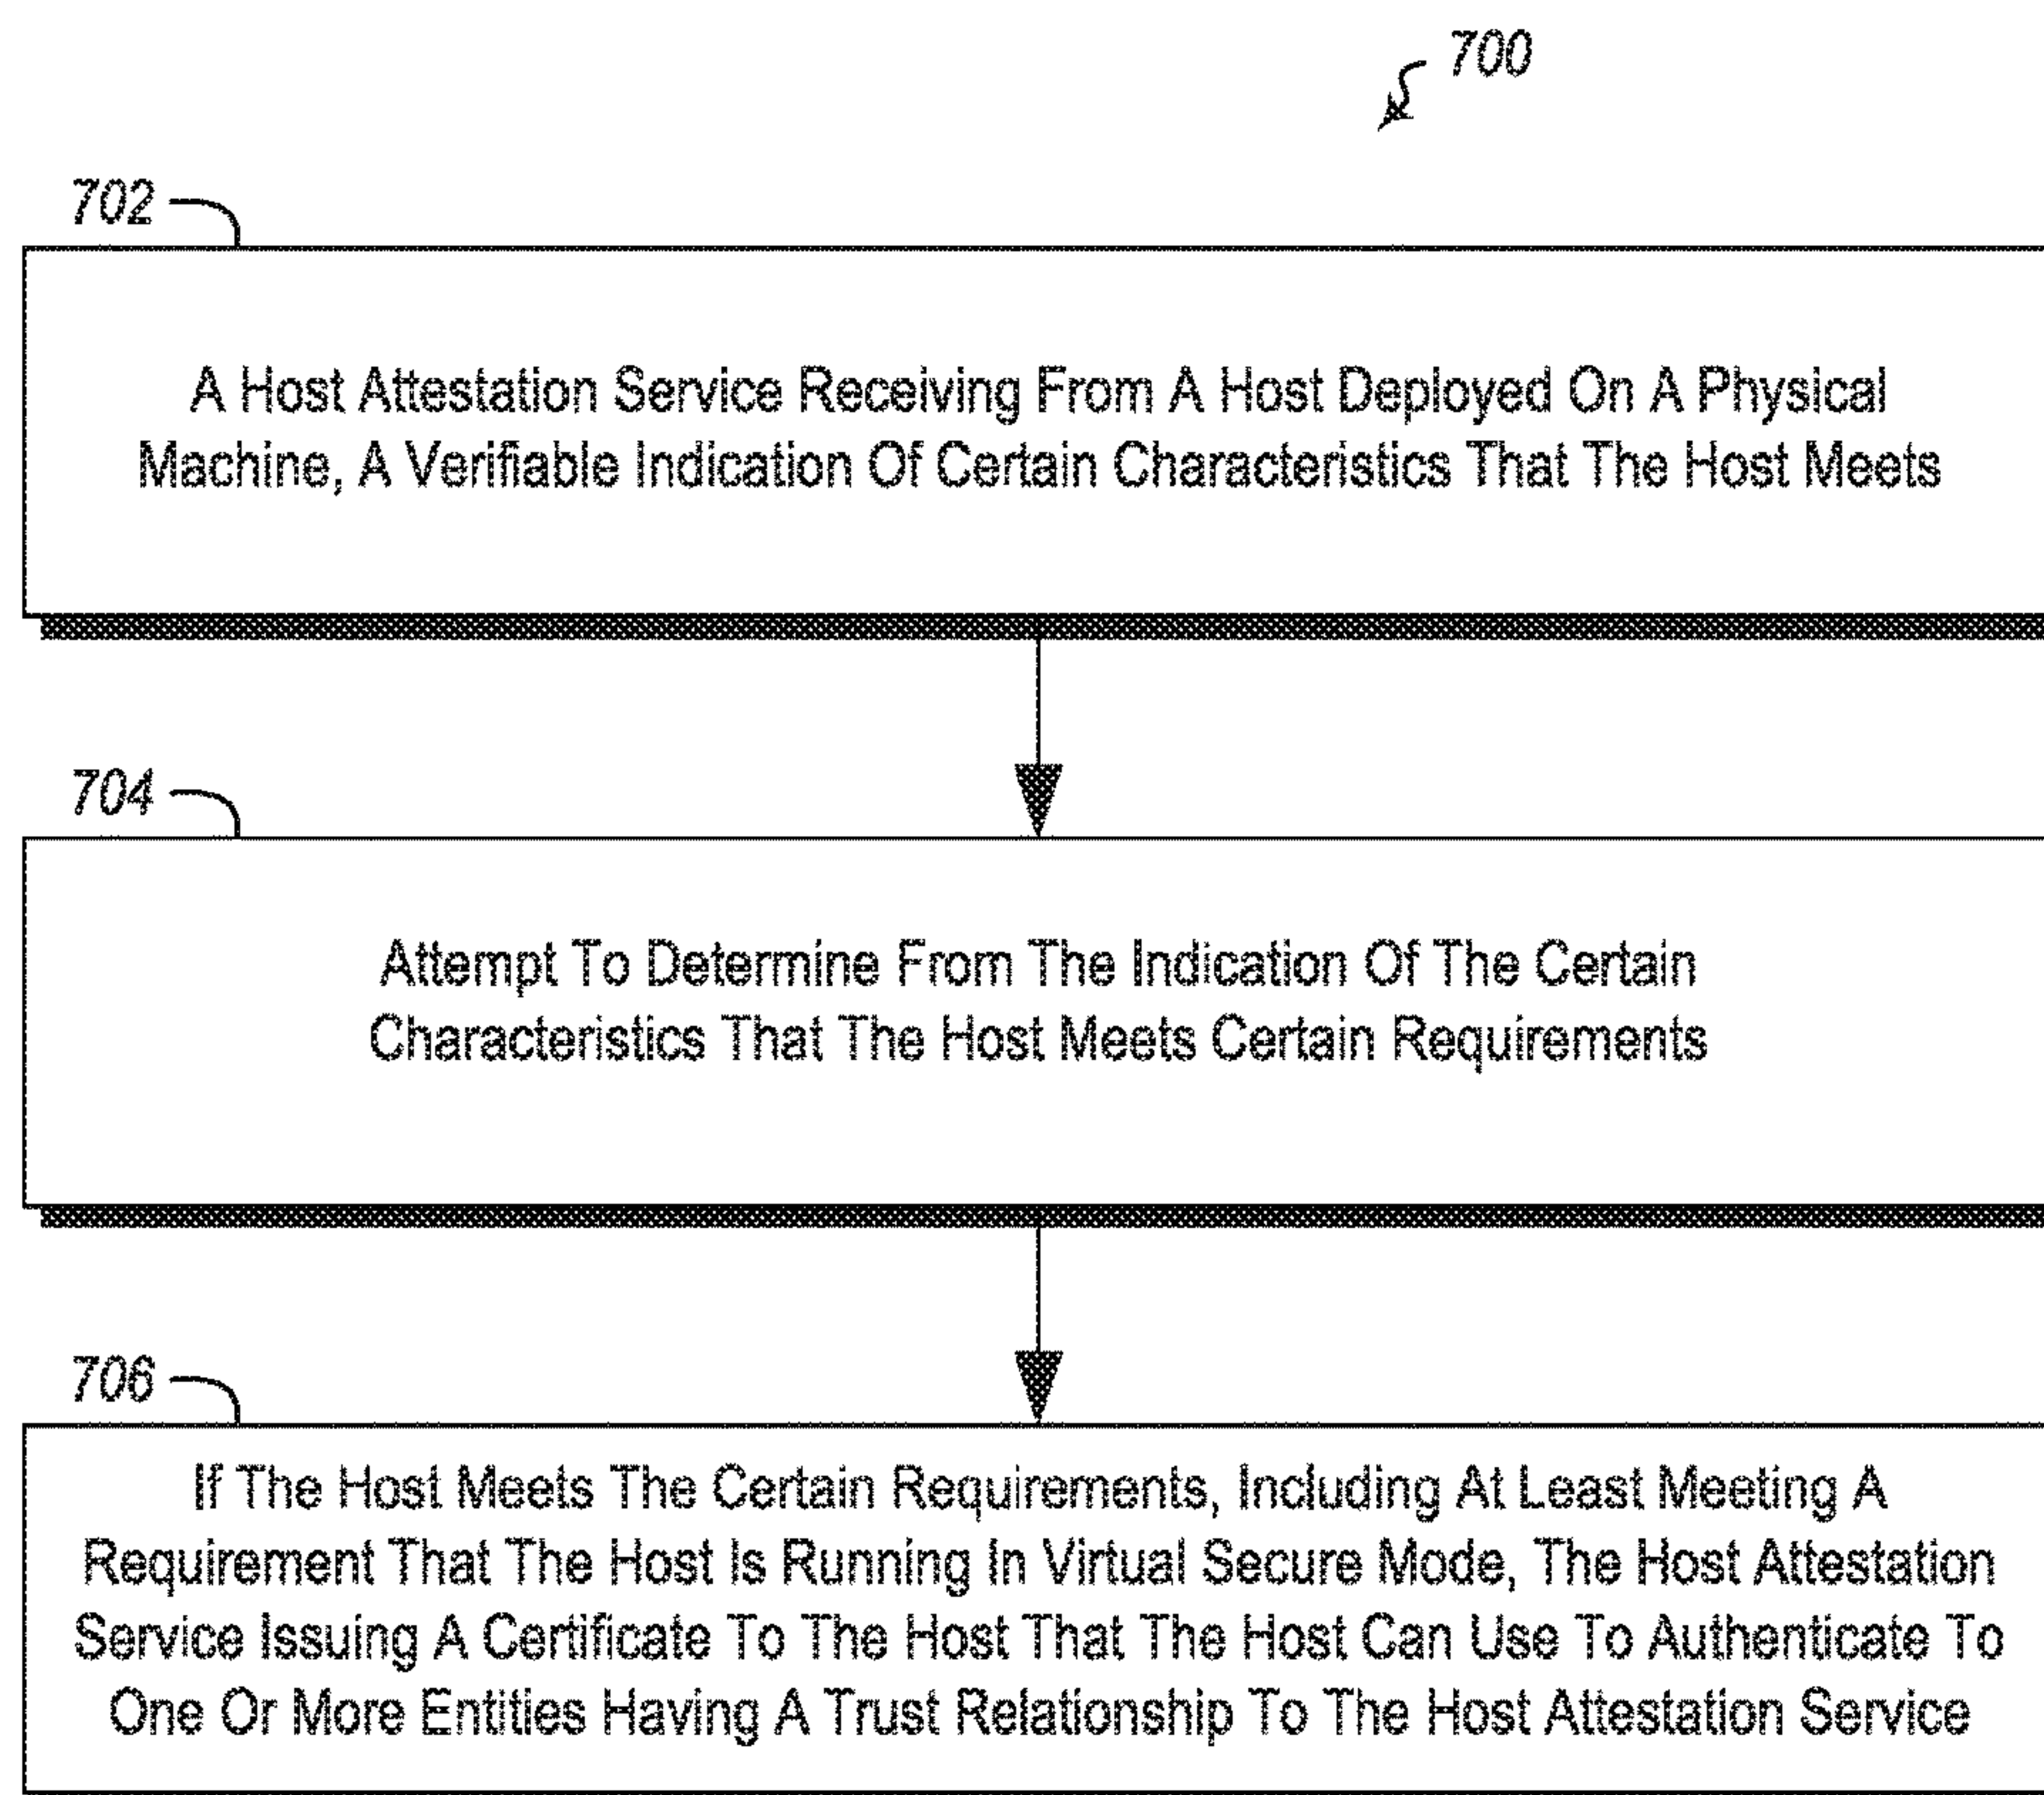 700
702
A Host Attestation Service Receiving From A Host Deployed On A Physical
Machine, A Verifiable Indication Of Certain Characteristics That The Host Meets
704
Attempt To Determine From The Indication Of The Certain
Characteristics That The Host Meets Certain Requirements
706
If The Host Meets The Certain Requirements, Including At Least Meeting A
Requirement That The Host Is Running In Virtual Secure Mode, The Host Attestation
Service Issuing A Certificate To The Host That The Host Can Use To Authenticate To
One Or More Entities Having A Trust Relationship To The Host Attestation Service